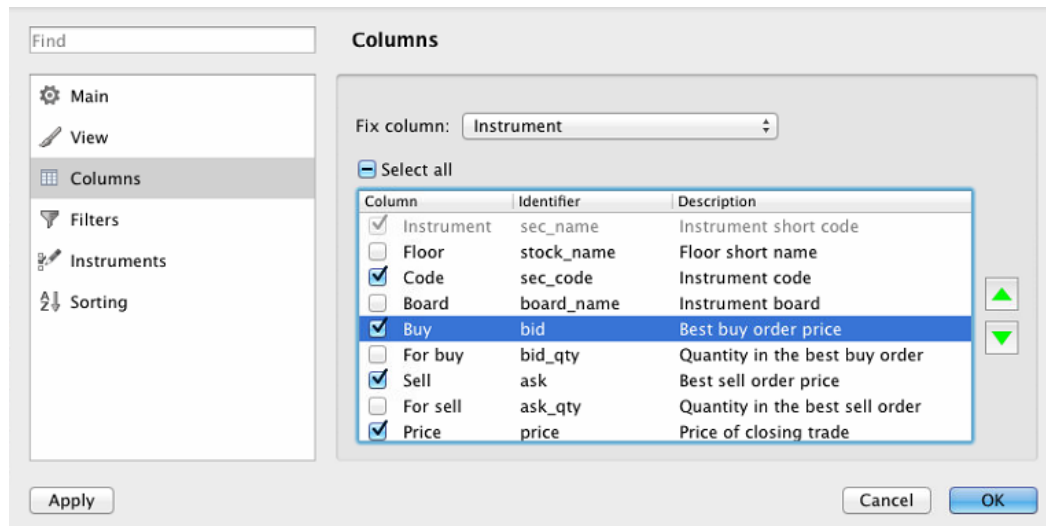 Find
Columns
Main
View
Columns
Filters
Instruments
Sorting
Fix column: Instrument
Select all
Column Identifier Description
Instrument sec_name Instrument short code
Floor stock_name Floor short name
Code sec_code Instrument code
Board board_name Instrument board
Buy bid Best buy order price
For buy bid_qty Quantity in the best buy order
Sell ask Best sell order price
For sell ask_qty Quantity in the best sell order
Price price Price of closing trade
Apply Cancel OK